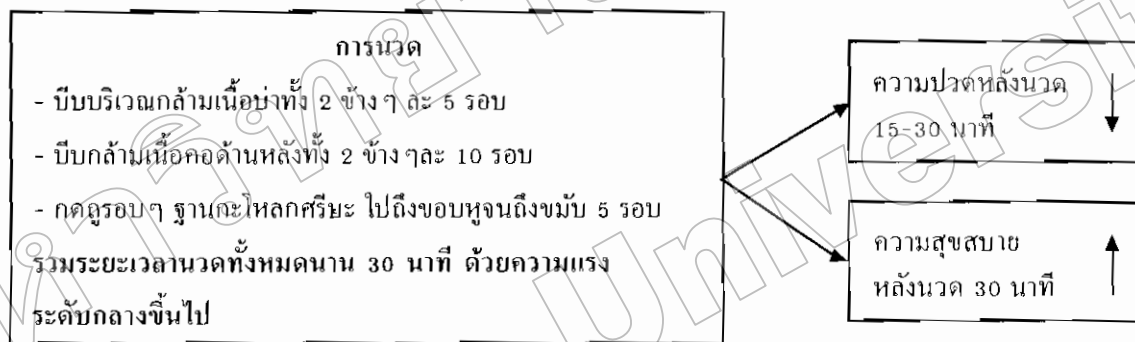 การนวด
- บีบบริเวณกล้ามเนื้อบ่าทั้ง 2 ข้าง ๆ ละ 5 รอบ
- บีบกล้ามเนื้อคอด้านหลังทั้ง 2 ข้าง ๆละ 10 รอบ
- กดถูรอบ ๆ ฐานกะโหลกศรีษะ ไปถึงขอบหูจนถึงขมับ 5 รอบ
รวมระยะเวลานวดทั้งหมดนาน 30 นาที ด้วยความแรง
ระดับกลางขึ้นไป
ความปวดหลังนวด
15-30 นาที
ความสุขสบาย
หลังนวด 30 นาที
Universit